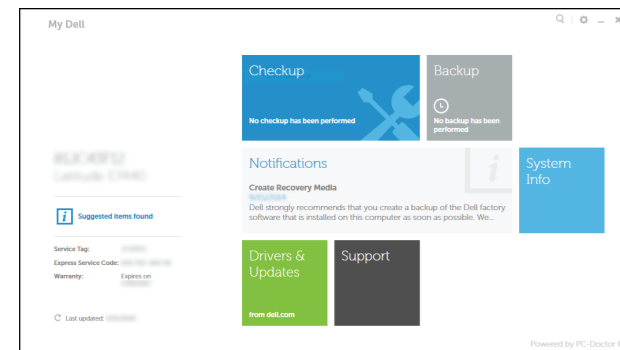 My Dell
Checkup
No checkup has been performed
Backup
No backup has been
performed
Suggested items found
Service Tag:
Express Service Code:
Warranty: Expires on
Last updated:
Notifications
Create Recovery Media
Dell strongly recommends that you create a backup of the Dell factory
software that is installed on this computer as soon as possible. We...
System
Info
Drivers &
Updates
from dell.com
Support
Powered by PC-Doctor